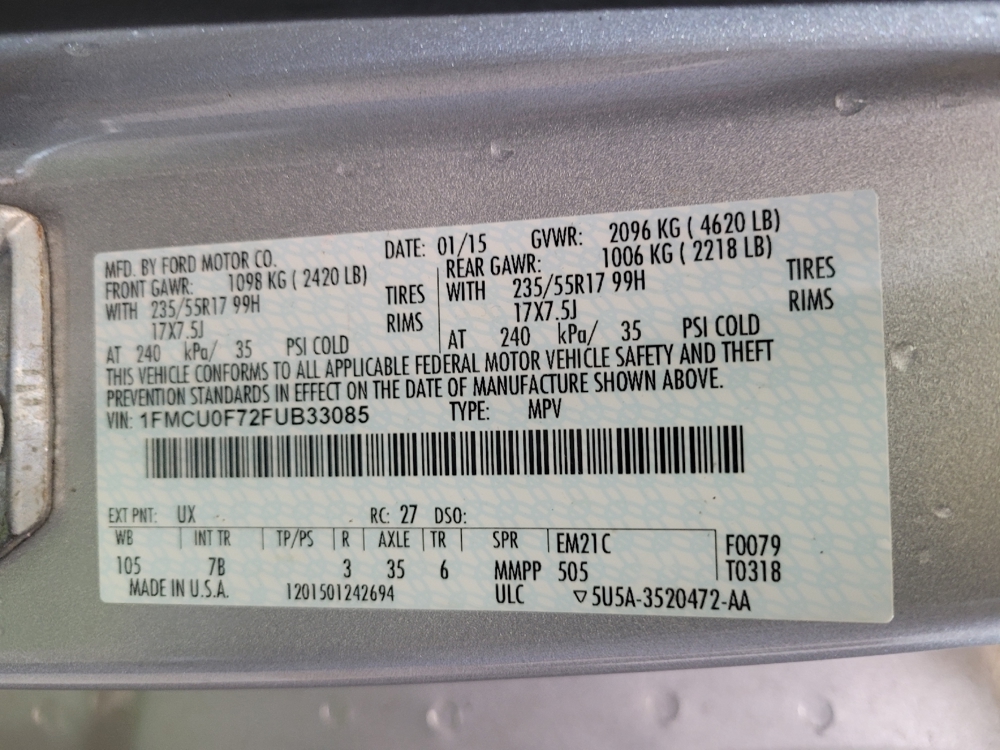 MFD. BY FORD MOTOR CO. DATE: 01/15 GVWR: 2096 KG ( 4620 LB)
FRONT GAWR: 1098 KG ( 2420 LB) REAR GAWR: 1006 KG ( 2218 LB)
WITH 235/55R17 99H TIRES WITH 235/55R17 99H TIRES
17X7.5J RIMS 17X7.5J RIMS
AT 240 kPa/ 35 PSI COLD AT 240 kPa/ 35 PSI COLD
THIS VEHICLE CONFORMS TO ALL APPLICABLE FEDERAL MOTOR VEHICLE SAFETY AND THEFT
PREVENTION STANDARDS IN EFFECT ON THE DATE OF MANUFACTURE SHOWN ABOVE.
VIN: 1FMCU0F72FUB33085 TYPE: MPV
EXT PNT: UX RC: 27 DSO:
WB INT TR TP/PS R AXLE TR SPR EM21C F0079
105 7B 3 35 6 MMPP 505 T0318
MADE IN U.S.A. 1201501242694 ULC ▽5U5A-3520472-AA